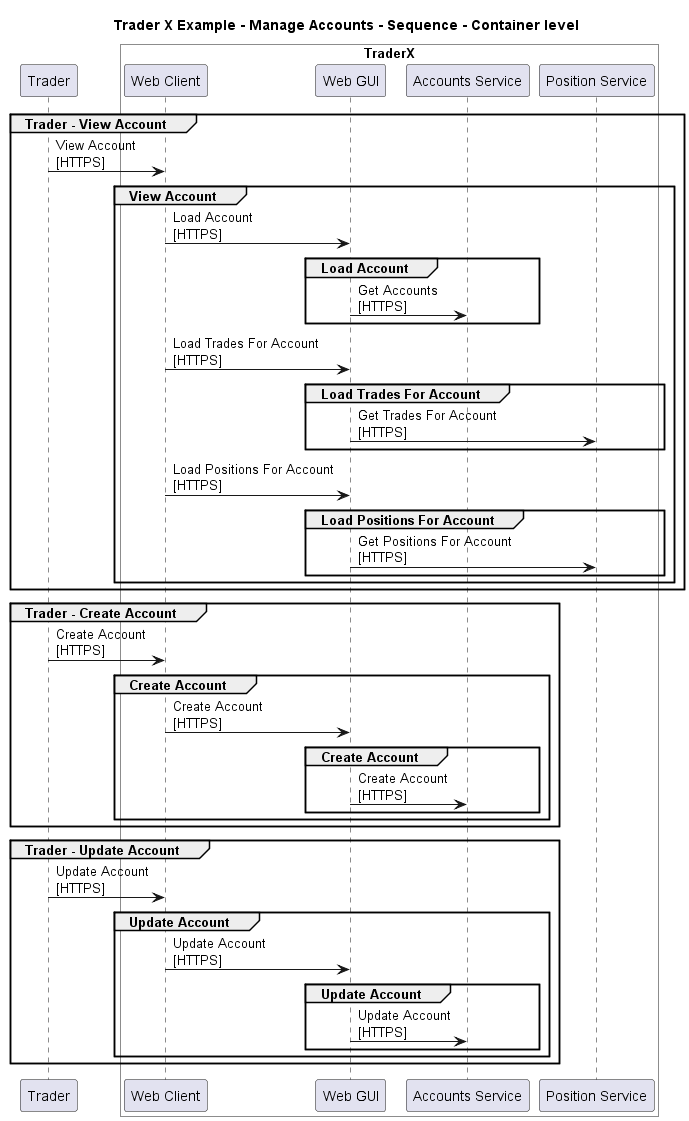 Trader X Example - Manage Accounts - Sequence - Container level
TraderX
Trader
Web Client
Web GUI
Accounts Service
Position Service
Trader - View Account
View Account
[HTTPS]
View Account
Load Account
[HTTPS]
Load Account
Get Accounts
[HTTPS]
Load Trades For Account
[HTTPS]
Load Trades For Account
Get Trades For Account
[HTTPS]
Load Positions For Account
[HTTPS]
Load Positions For Account
Get Positions For Account
[HTTPS]
Trader - Create Account
Create Account
[HTTPS]
Create Account
Create Account
[HTTPS]
Create Account
Create Account
[HTTPS]
Trader - Update Account
Update Account
[HTTPS]
Update Account
Update Account
[HTTPS]
Update Account
Update Account
[HTTPS]
Trader
Web Client
Web GUI
Accounts Service
Position Service